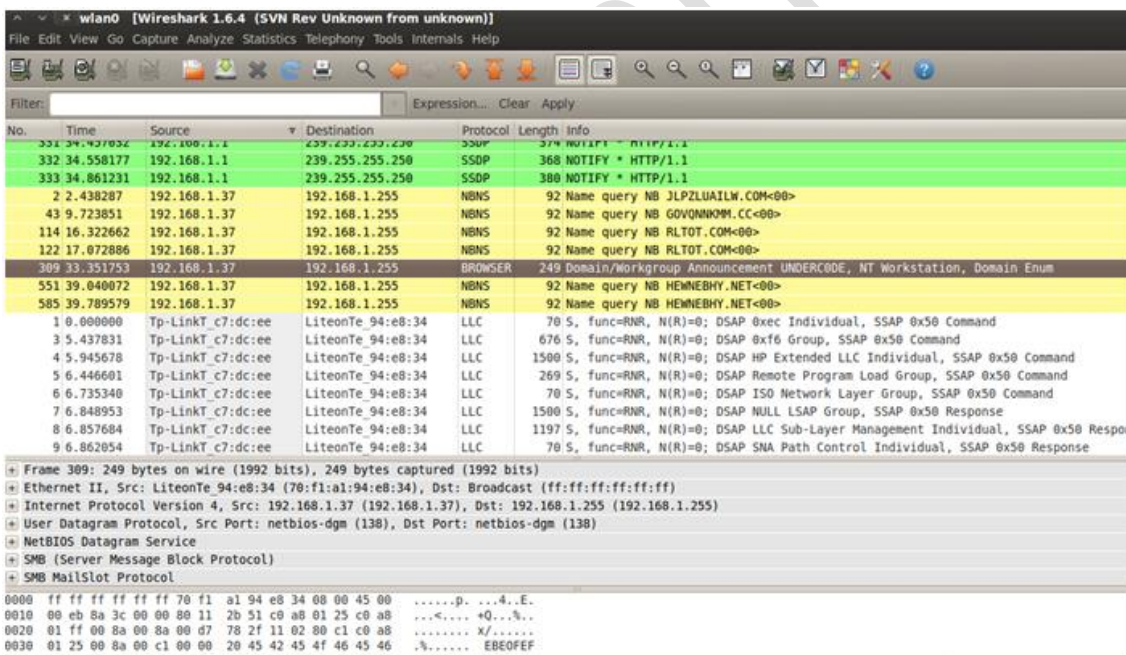 wlan0 [Wireshark 1.6.4 (SVN Rev Unknown from unknown)]
File Edit View Go Capture Analyze Statistics Telephony Tools Internals Help
Filter: Expression... Clear Apply
No. Time Source Destination Protocol Length Info
331 34.457032 192.168.1.1 239.255.255.250 SSDP 374 NOTIFY * HTTP/1.1
332 34.558177 192.168.1.1 239.255.255.250 SSDP 368 NOTIFY * HTTP/1.1
333 34.861231 192.168.1.1 239.255.255.250 SSDP 380 NOTIFY * HTTP/1.1
2 2.438287 192.168.1.37 192.168.1.255 NBNS 92 Name query NB JLPZLUAILW.COM<00>
43 9.723851 192.168.1.37 192.168.1.255 NBNS 92 Name query NB GOVQNNKMM.CC<00>
114 16.322662 192.168.1.37 192.168.1.255 NBNS 92 Name query NB RLTOT.COM<00>
122 17.072886 192.168.1.37 192.168.1.255 NBNS 92 Name query NB RLTOT.COM<00>
309 33.351753 192.168.1.37 192.168.1.255 BROWSER 249 Domain/Workgroup Announcement UNDERC0DE, NT Workstation, Domain Enum
551 39.040072 192.168.1.37 192.168.1.255 NBNS 92 Name query NB HEWNEBHY.NET<00>
585 39.789579 192.168.1.37 192.168.1.255 NBNS 92 Name query NB HEWNEBHY.NET<00>
1 0.000000 Tp-LinkT_c7:dc:ee LiteonTe_94:e8:34 LLC 70 S, func=RNR, N(R)=0; DSAP 0xec Individual, SSAP 0x50 Command
3 5.437831 Tp-LinkT_c7:dc:ee LiteonTe_94:e8:34 LLC 676 S, func=RNR, N(R)=0; DSAP 0xf6 Group, SSAP 0x50 Command
4 5.945678 Tp-LinkT_c7:dc:ee LiteonTe_94:e8:34 LLC 1500 S, func=RNR, N(R)=0; DSAP HP Extended LLC Individual, SSAP 0x50 Command
5 6.446601 Tp-LinkT_c7:dc:ee LiteonTe_94:e8:34 LLC 269 S, func=RNR, N(R)=0; DSAP Remote Program Load Group, SSAP 0x50 Command
6 6.735340 Tp-LinkT_c7:dc:ee LiteonTe_94:e8:34 LLC 70 S, func=RNR, N(R)=0; DSAP ISO Network Layer Group, SSAP 0x50 Command
7 6.848953 Tp-LinkT_c7:dc:ee LiteonTe_94:e8:34 LLC 1500 S, func=RNR, N(R)=0; DSAP NULL LSAP Group, SSAP 0x50 Response
8 6.857684 Tp-LinkT_c7:dc:ee LiteonTe_94:e8:34 LLC 1197 S, func=RNR, N(R)=0; DSAP LLC Sub-Layer Management Individual, SSAP 0x50 Respo
9 6.862054 Tp-LinkT_c7:dc:ee LiteonTe_94:e8:34 LLC 70 S, func=RNR, N(R)=0; DSAP SNA Path Control Individual, SSAP 0x50 Response
+ Frame 309: 249 bytes on wire (1992 bits), 249 bytes captured (1992 bits)
+ Ethernet II, Src: LiteonTe_94:e8:34 (70:f1:a1:94:e8:34), Dst: Broadcast (ff:ff:ff:ff:ff:ff)
+ Internet Protocol Version 4, Src: 192.168.1.37 (192.168.1.37), Dst: 192.168.1.255 (192.168.1.255)
+ User Datagram Protocol, Src Port: netbios-dgm (138), Dst Port: netbios-dgm (138)
+ NetBIOS Datagram Service
+ SMB (Server Message Block Protocol)
+ SMB MailSlot Protocol
0000 ff ff ff ff ff ff 70 f1 a1 94 e8 34 08 00 45 00 ......p. ...4..E.
0010 00 eb 8a 3c 00 00 80 11 2b 51 c0 a8 01 25 c0 a8 ...<.... +Q...%..
0020 01 ff 00 8a 00 8a 00 d7 78 2f 11 02 80 c1 c0 a8 ........ x/......
0030 01 25 00 8a 00 c1 00 00 20 45 42 45 4f 46 45 46 .%...... EBEOFEF